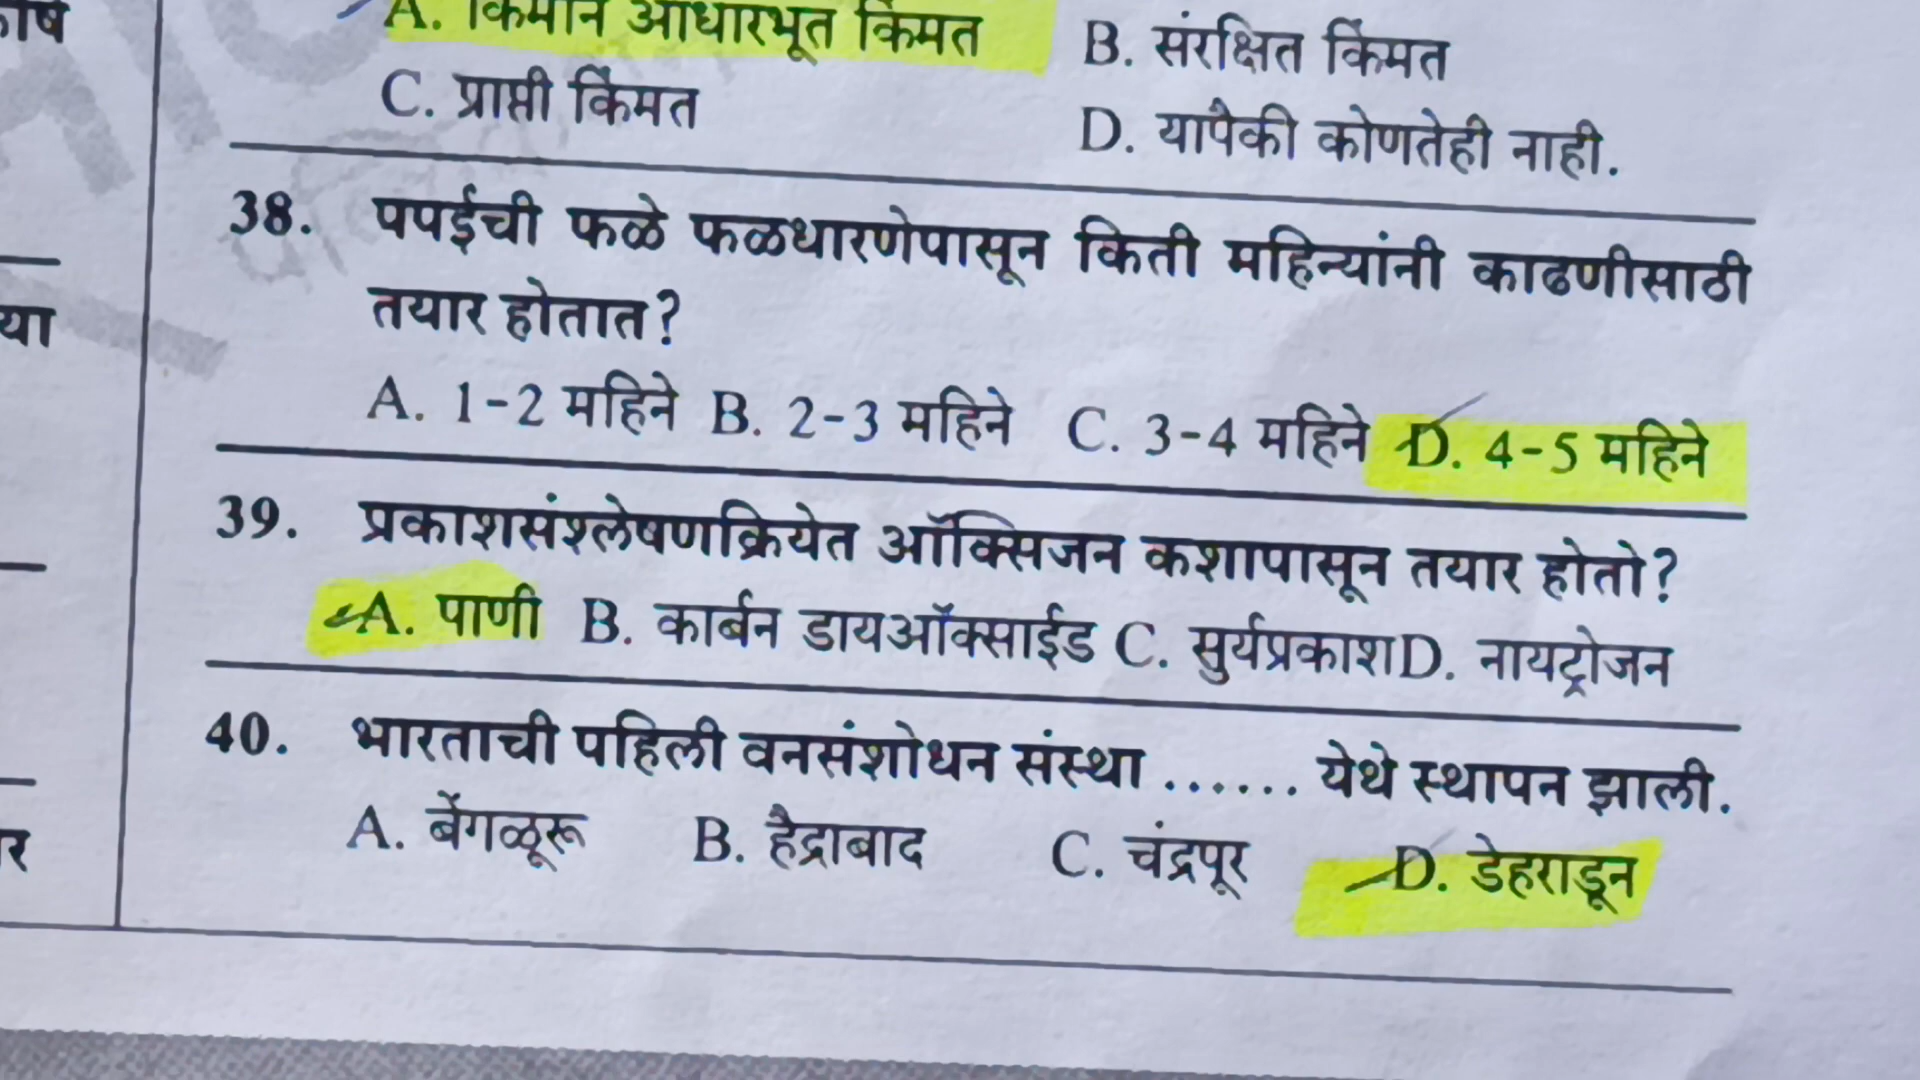 A. किमान आधारभूत किंमत B. संरक्षित किंमत
C. प्राप्ती किंमत D. यापैकी कोणतेही नाही.
38. पपईची फळे फळधारणेपासून किती महिन्यांनी काढणीसाठी
या तयार होतात?
A. 1-2 महिने B. 2-3 महिने C. 3-4 महिने D. 4-5 महिने
39. प्रकाशसंश्लेषणक्रियेत ऑक्सिजन कशापासून तयार होतो?
A. पाणी B. कार्बन डायऑक्साईड C. सुर्यप्रकाश D. नायट्रोजन
40. भारताची पहिली वनसंशोधन संस्था ...... येथे स्थापन झाली.
A. बेंगळूरू B. हैद्राबाद C. चंद्रपूर D. डेहराडून